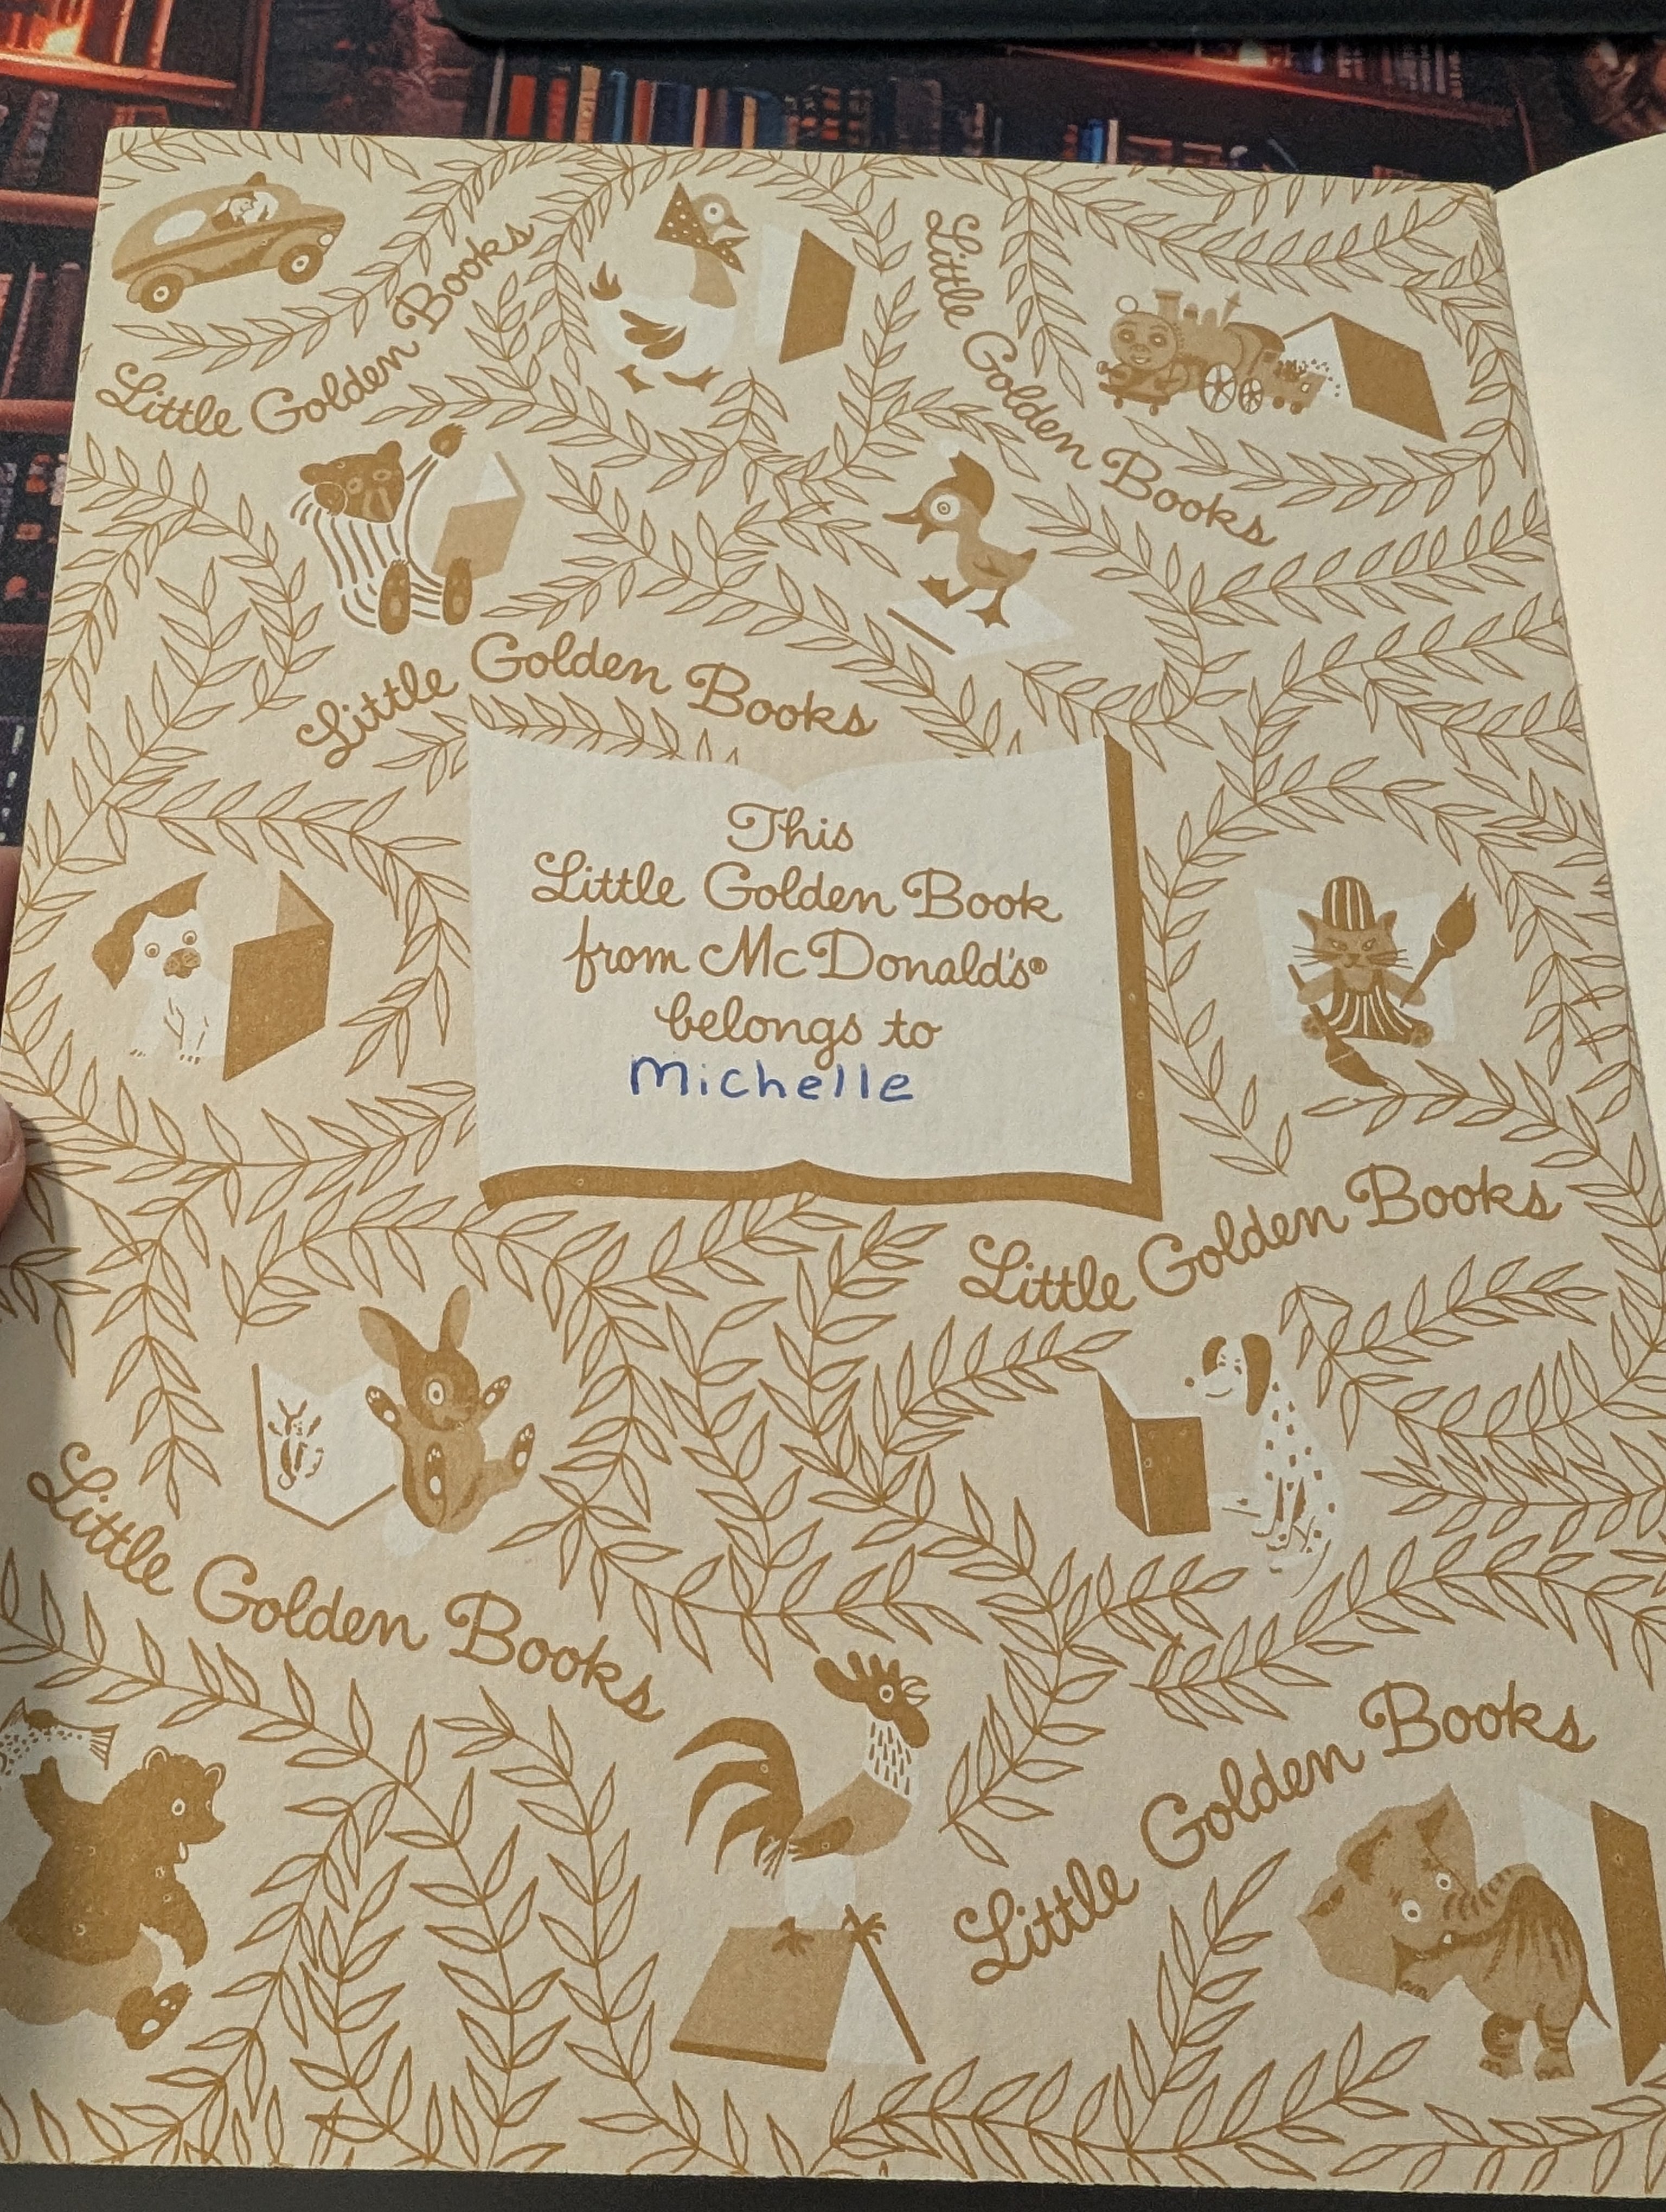 Little Golden Books
Little Golden Books
Little Golden Books
This
Little Golden Book
from McDonald's®
belongs to
Michelle
Little Golden Books
Little Golden Books
Little Golden Books